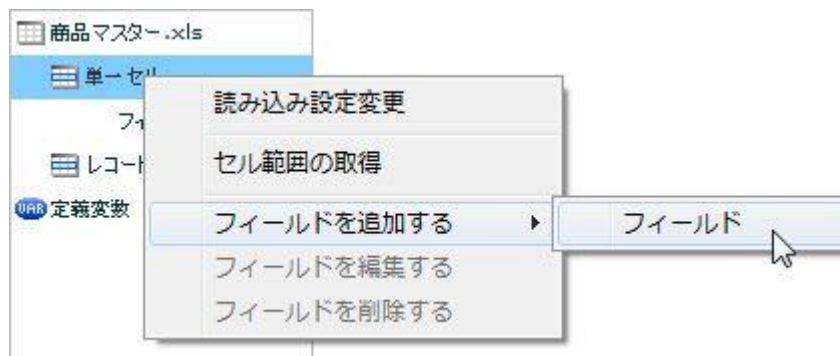 商品マスター.xls
単一セル
フィ
レコート
定義変数
読み込み設定変更
セル範囲の取得
フィールドを追加する
フィールド
フィールドを編集する
フィールドを削除する